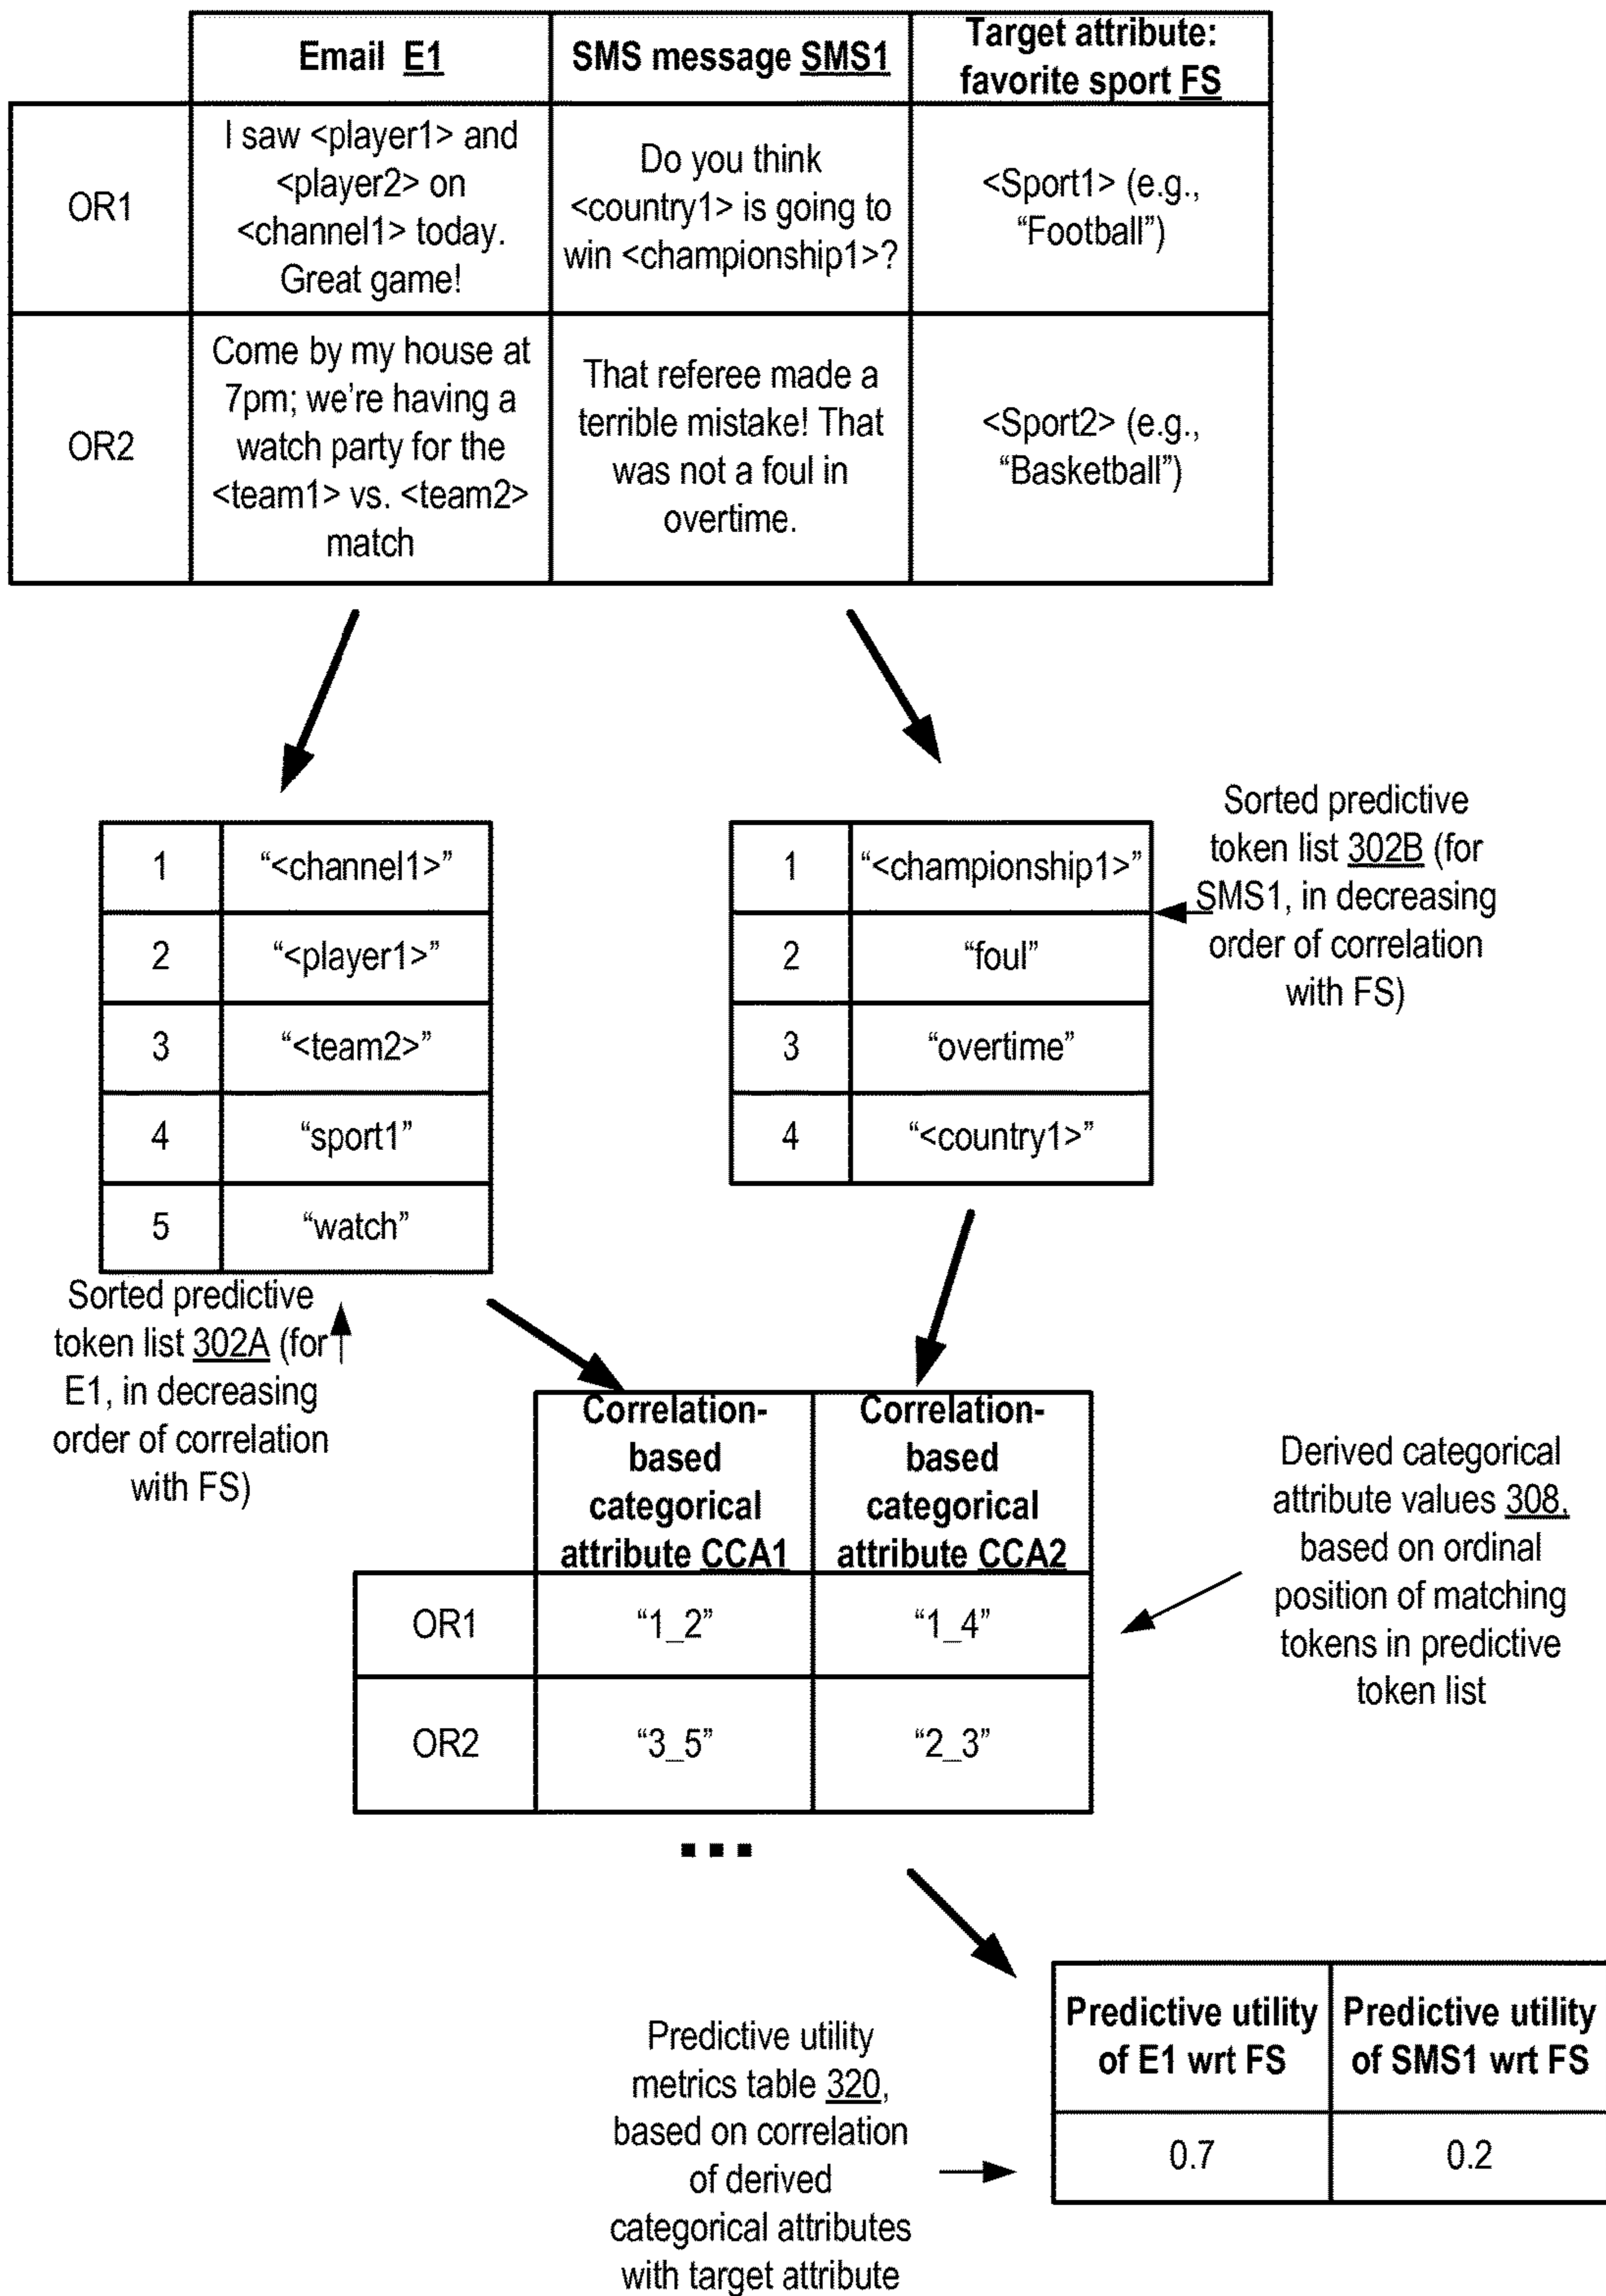 Email E1
SMS message SMS1
Target attribute:
favorite sport FS
OR1
I saw <player1> and
<player2> on
<channel1> today.
Great game!
Do you think
<country1> is going to
win <championship1>?
<Sport1> (e.g.,
“Football”)
OR2
Come by my house at
7pm; we’re having a
watch party for the
<team1> vs. <team2>
match
That referee made a
terrible mistake! That
was not a foul in
overtime.
<Sport2> (e.g.,
“Basketball”)
1
“<channel1>”
2
“<player1>”
3
“<team2>”
4
“sport1”
5
“watch”
Sorted predictive
token list 302A (for
E1, in decreasing
order of correlation
with FS)
1
“<championship1>”
2
“foul”
3
“overtime”
4
“<country1>”
Sorted predictive
token list 302B (for
SMS1, in decreasing
order of correlation
with FS)
Correlation-
based
categorical
attribute CCA1
Correlation-
based
categorical
attribute CCA2
OR1
“1_2”
“1_4”
OR2
“3_5”
“2_3”
Derived categorical
attribute values 308,
based on ordinal
position of matching
tokens in predictive
token list
Predictive utility
metrics table 320,
based on correlation
of derived
categorical attributes
with target attribute
Predictive utility
of E1 wrt FS
Predictive utility
of SMS1 wrt FS
0.7
0.2